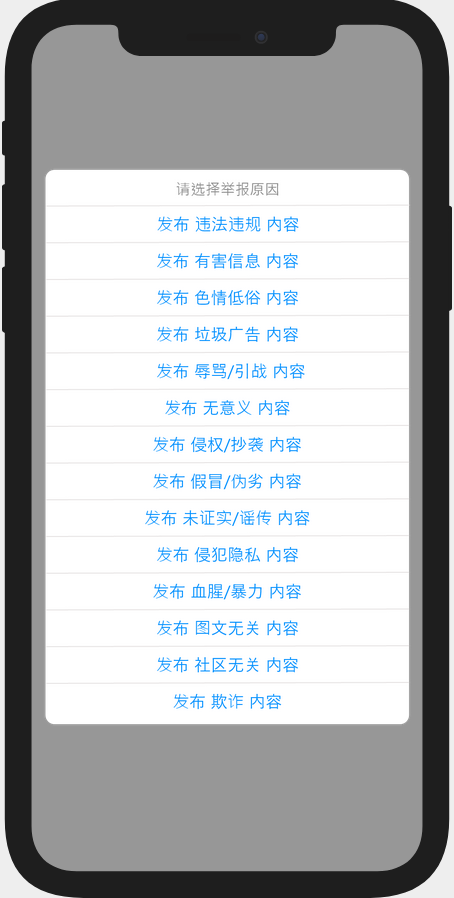 请选择举报原因
发布 违法违规 内容
发布 有害信息 内容
发布 色情低俗 内容
发布 垃圾广告 内容
发布 辱骂/引战 内容
发布 无意义 内容
发布 侵权/抄袭 内容
发布 假冒/伪劣 内容
发布 未证实/谣传 内容
发布 侵犯隐私 内容
发布 血腥/暴力 内容
发布 图文无关 内容
发布 社区无关 内容
发布 欺诈 内容